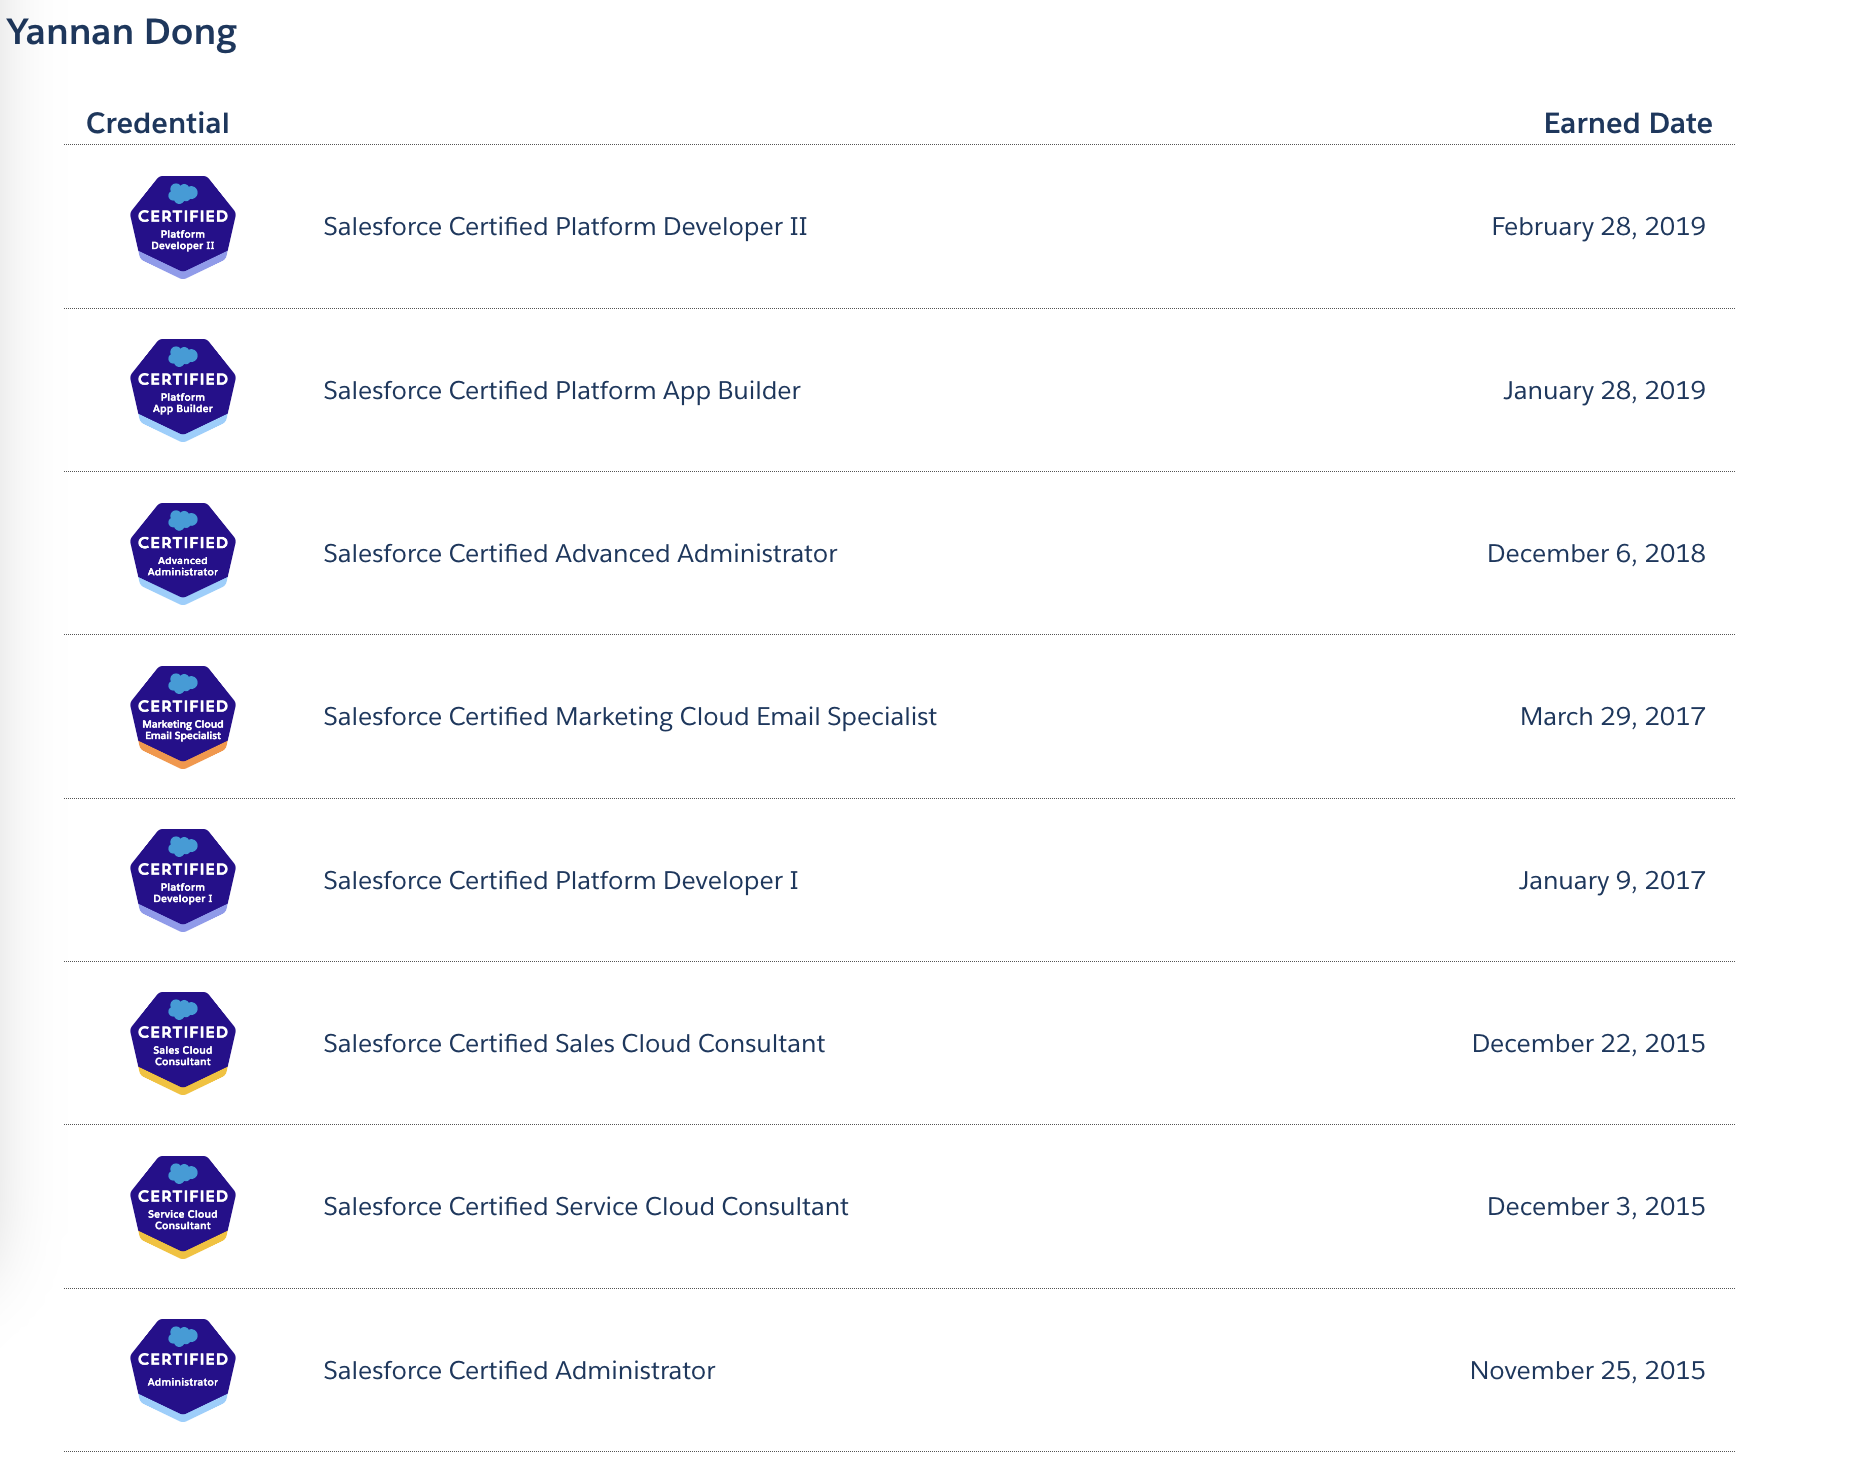 Yannan Dong
Credential Earned Date
CERTIFIED
Platform
Developer II
Salesforce Certified Platform Developer II February 28, 2019
CERTIFIED
Platform
App Builder
Salesforce Certified Platform App Builder January 28, 2019
CERTIFIED
Advanced
Administrator
Salesforce Certified Advanced Administrator December 6, 2018
CERTIFIED
Marketing Cloud
Email Specialist
Salesforce Certified Marketing Cloud Email Specialist March 29, 2017
CERTIFIED
Platform
Developer I
Salesforce Certified Platform Developer I January 9, 2017
CERTIFIED
Sales Cloud
Consultant
Salesforce Certified Sales Cloud Consultant December 22, 2015
CERTIFIED
Service Cloud
Consultant
Salesforce Certified Service Cloud Consultant December 3, 2015
CERTIFIED
Administrator
Salesforce Certified Administrator November 25, 2015